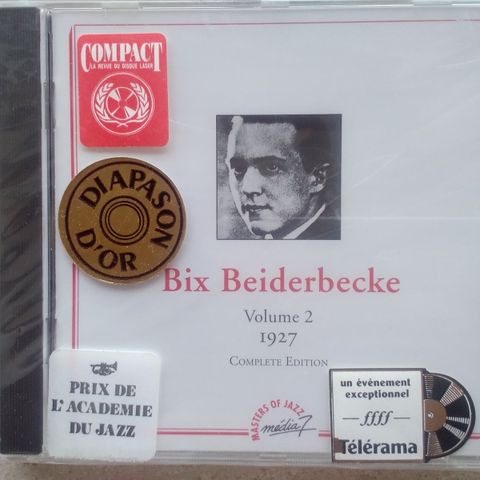 COMPACT
LA REVUE DU DISQUE LASER
DIAPASON
D'OR
Bix Beiderbecke
Volume 2
1927
COMPLETE EDITION
PRIX DE
L'ACADEMIE
DU JAZZ
MASTERS OF JAZZ
média 7
un événement
exceptionnel
ffff
Télérama